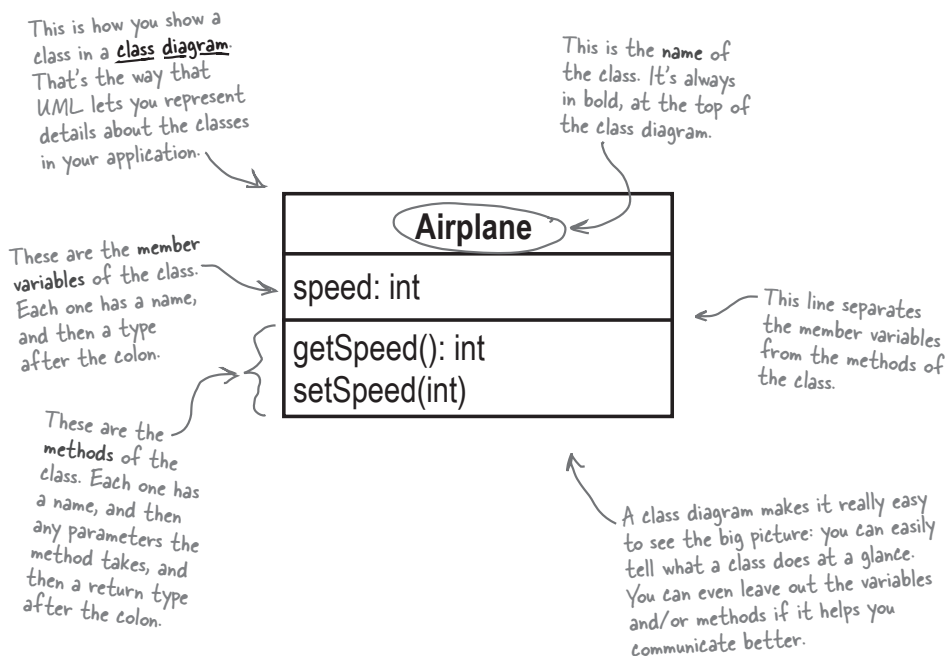 This is how you show a
class in a class diagram.
That's the way that
UML lets you represent
details about the classes
in your application.
This is the name of
the class. It's always
in bold, at the top of
the class diagram.
Airplane
These are the member
variables of the class.
Each one has a name,
and then a type
after the colon.
speed: int
This line separates
the member variables
from the methods of
the class.
getSpeed(): int
setSpeed(int)
These are the
methods of the
class. Each one has
a name, and then
any parameters the
method takes, and
then a return type
after the colon.
A class diagram makes it really easy
to see the big picture: you can easily
tell what a class does at a glance.
You can even leave out the variables
and/or methods if it helps you
communicate better.